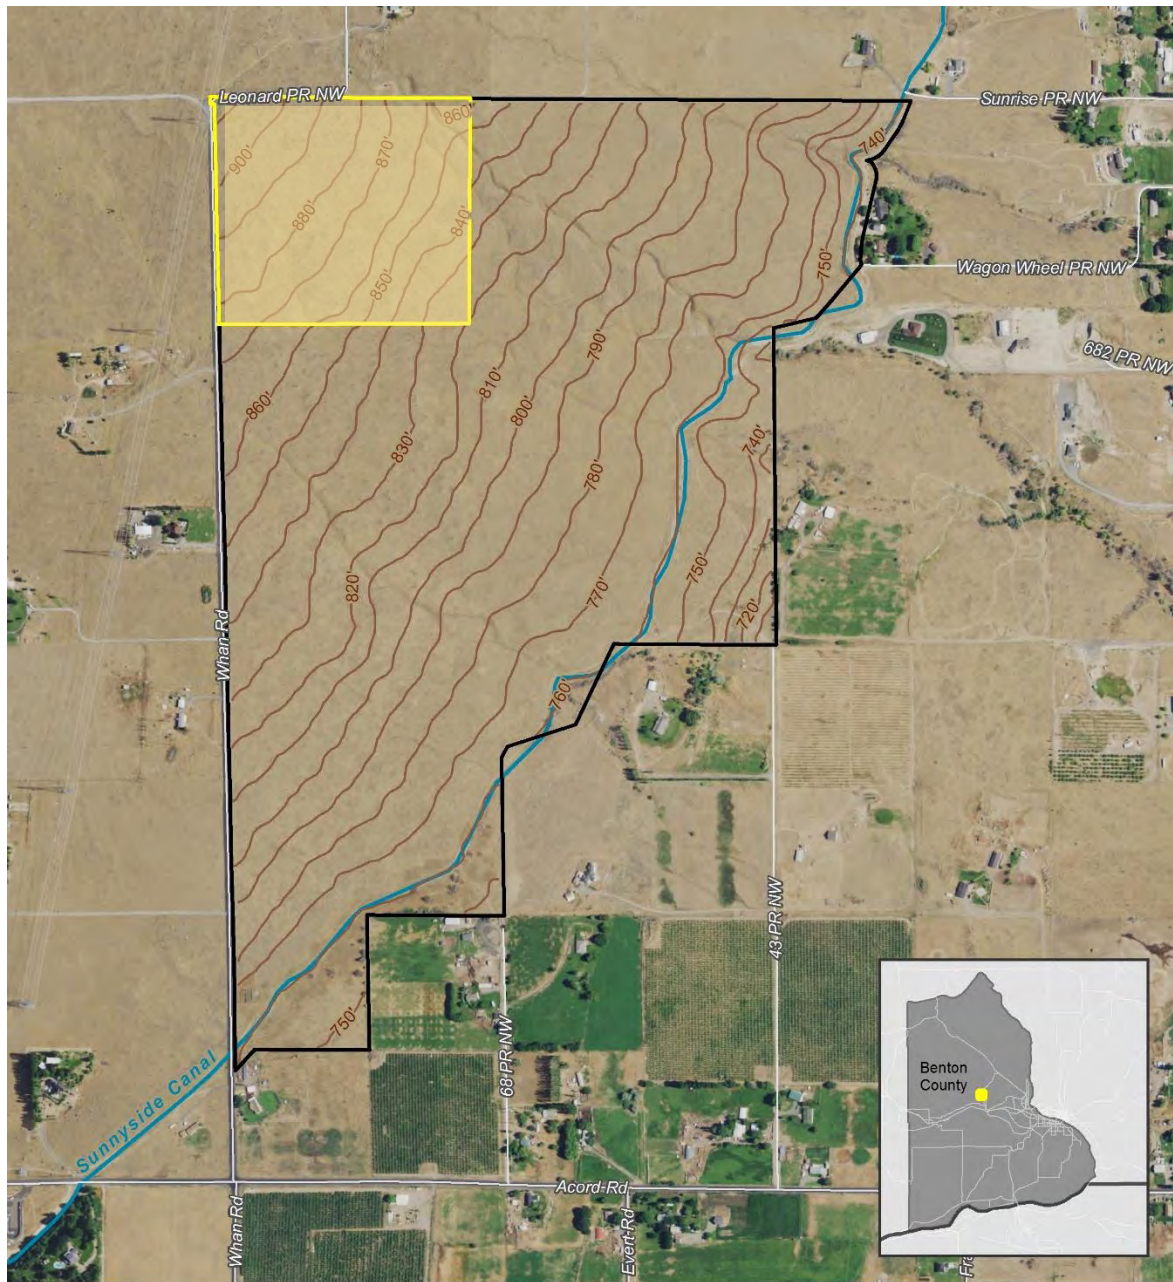 Leonard PR NW
Sunrise PR NW
860'
740'
870'
900'
880'
840'
850'
750'
Wagon Wheel PR NW
682 PR NW
790'
810'
860'
800'
830'
740'
780'
750'
770'
820'
720'
Whan-Rd
760'
43-PR-NW
750'
68-PR-NW
Sunnyside Canal
Benton
County
Acord-Rd
Whan-Rd
Evert-Rd